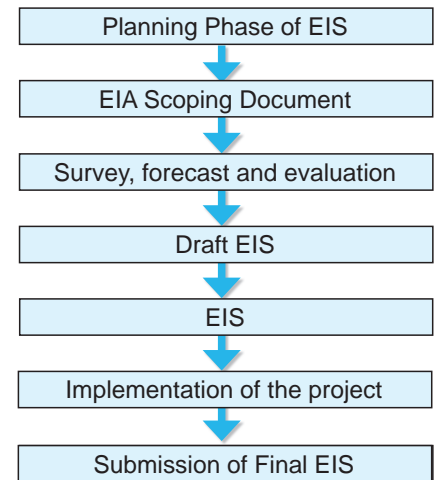 Planning Phase of EIS
EIA Scoping Document
Survey, forecast and evaluation
Draft EIS
EIS
Implementation of the project
Submission of Final EIS